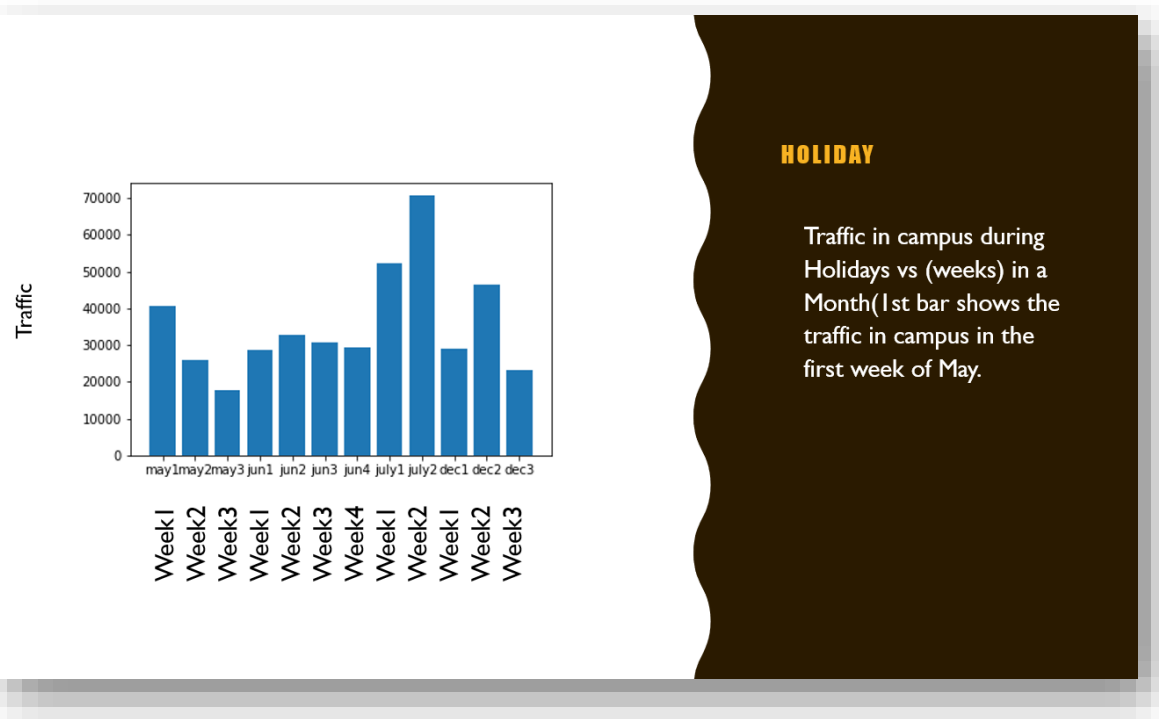 HOLIDAY
Traffic in campus during
Holidays vs (weeks) in a
Month(1st bar shows the
traffic in campus in the
first week of May.
Traffic
70000
60000
50000
40000
30000
20000
10000
0
may1 may2 may3 jun1 jun2 jun3 jun4 july1 july2 dec1 dec2 dec3
Week1 Week2 Week3 Week1 Week2 Week3 Week4 Week1 Week2 Week1 Week2 Week3